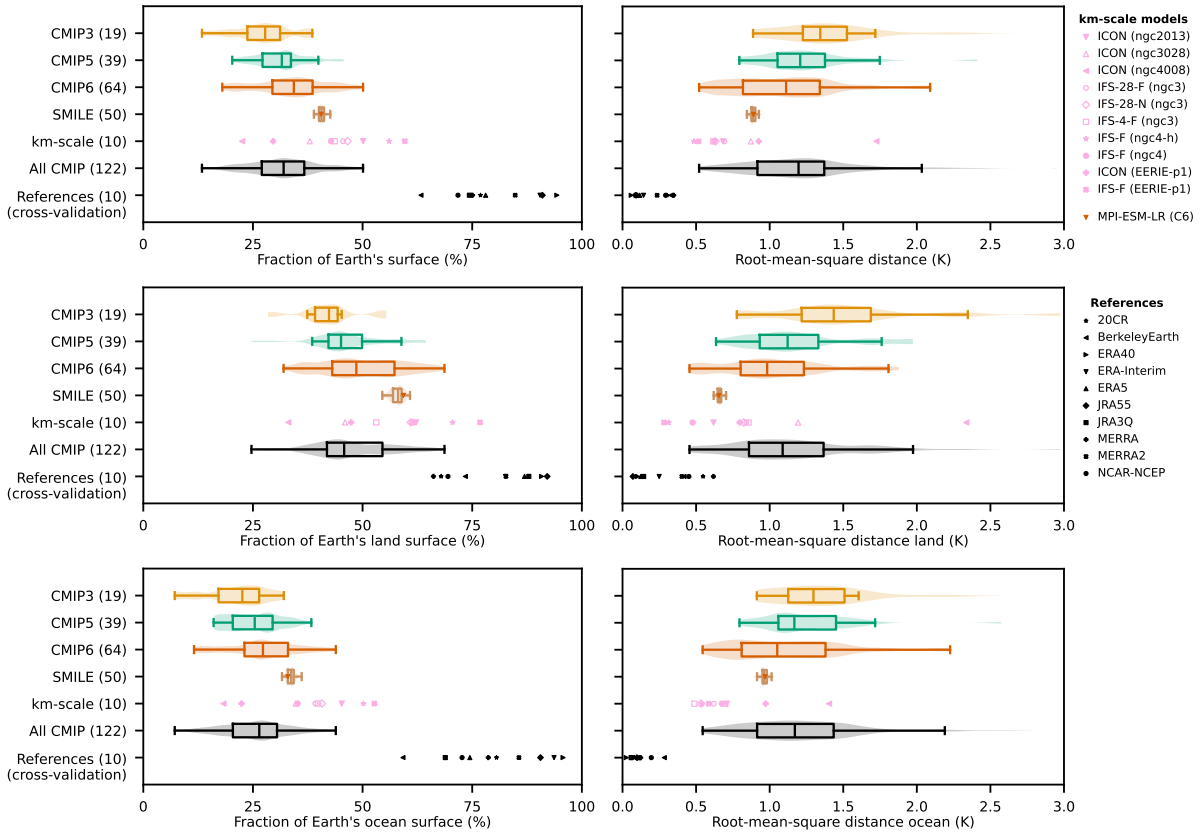 CMIP3 (19)
CMIP5 (39)
CMIP6 (64)
SMILE (50)
km-scale (10)
All CMIP (122)
References (10)
(cross-validation)
0
25
50
75
100
Fraction of Earth's surface (%)
0.0
0.5
1.0
1.5
2.0
2.5
3.0
Root-mean-square distance (K)
km-scale models
ICON (ngc2013)
ICON (ngc3028)
ICON (ngc4008)
IFS-28-F (ngc3)
IFS-28-N (ngc3)
IFS-4-F (ngc3)
IFS-F (ngc4-h)
IFS-F (ngc4)
ICON (EERIE-p1)
IFS-F (EERIE-p1)
MPI-ESM-LR (C6)
CMIP3 (19)
CMIP5 (39)
CMIP6 (64)
SMILE (50)
km-scale (10)
All CMIP (122)
References (10)
(cross-validation)
0
25
50
75
100
Fraction of Earth's land surface (%)
0.0
0.5
1.0
1.5
2.0
2.5
3.0
Root-mean-square distance land (K)
References
20CR
BerkeleyEarth
ERA40
ERA-Interim
ERA5
JRA55
JRA3Q
MERRA
MERRA2
NCAR-NCEP
CMIP3 (19)
CMIP5 (39)
CMIP6 (64)
SMILE (50)
km-scale (10)
All CMIP (122)
References (10)
(cross-validation)
0
25
50
75
100
Fraction of Earth's ocean surface (%)
0.0
0.5
1.0
1.5
2.0
2.5
3.0
Root-mean-square distance ocean (K)